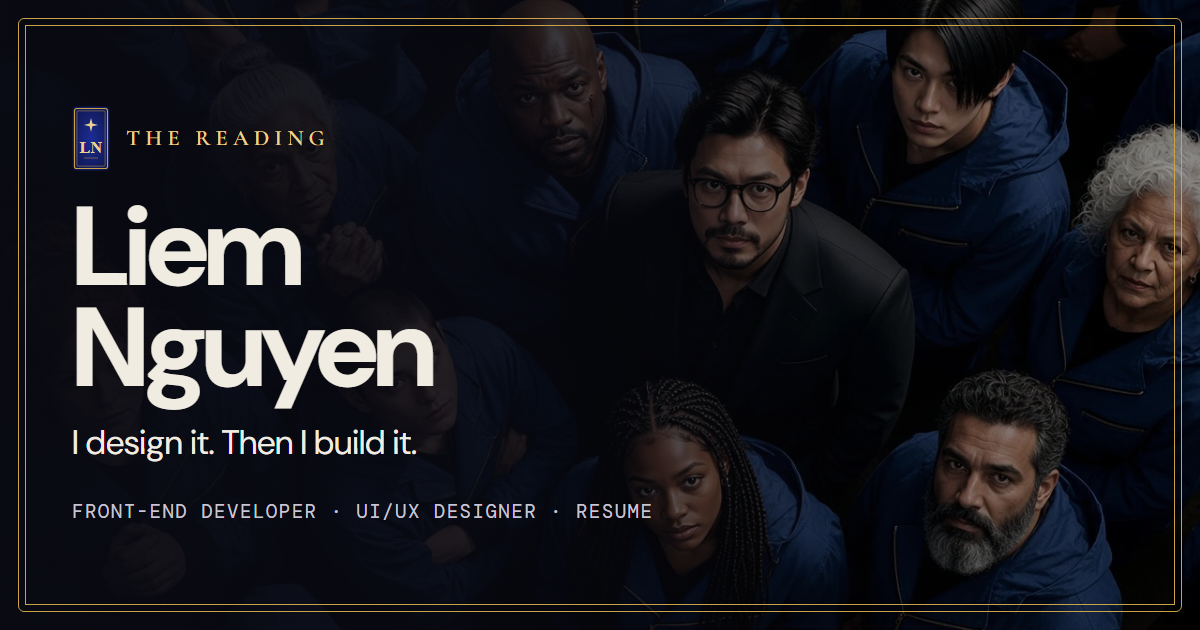 LN
THE READING
Liem
Nguyen
I design it. Then I build it.
FRONT-END DEVELOPER · UI/UX DESIGNER · RESUME